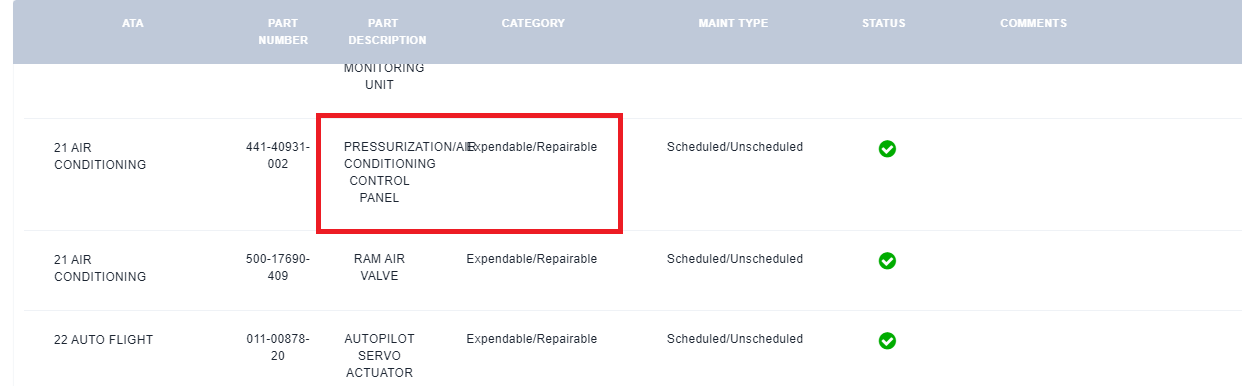 ATA PART NUMBER PART DESCRIPTION CATEGORY MAINT TYPE STATUS COMMENTS
MONITORING
UNIT
21 AIR 441-40931- PRESSURIZATION/AIR Expendable/Repairable Scheduled/Unscheduled
CONDITIONING 002 CONDITIONING
CONTROL
PANEL
21 AIR 500-17690- RAM AIR Expendable/Repairable Scheduled/Unscheduled
CONDITIONING 409 VALVE
22 AUTO FLIGHT 011-00878- AUTOPILOT Expendable/Repairable Scheduled/Unscheduled
20 SERVO
ACTUATOR